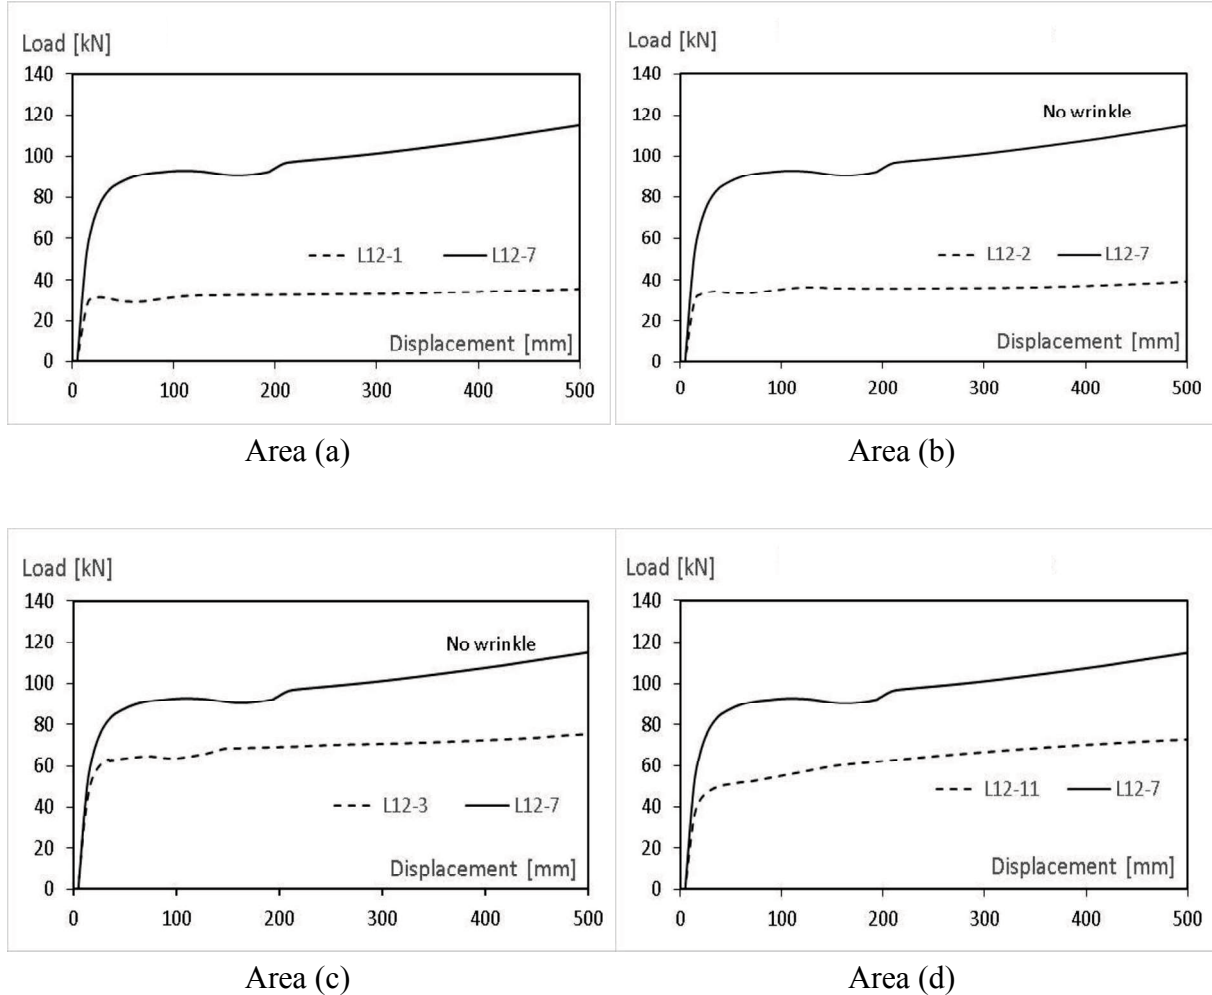 Load [kN]
140
120
100
80
60
40
20
0
L12-1 L12-7
Displacement [mm]
0 100 200 300 400 500
Area (a)
Load [kN]
140
120
100
80
60
40
20
0
No wrinkle
L12-2 L12-7
Displacement [mm]
0 100 200 300 400 500
Area (b)
Load [kN]
140
120
100
80
60
40
20
0
No wrinkle
L12-3 L12-7
Displacement [mm]
0 100 200 300 400 500
Area (c)
Load [kN]
140
120
100
80
60
40
20
0
L12-11 L12-7
Displacement [mm]
0 100 200 300 400 500
Area (d)